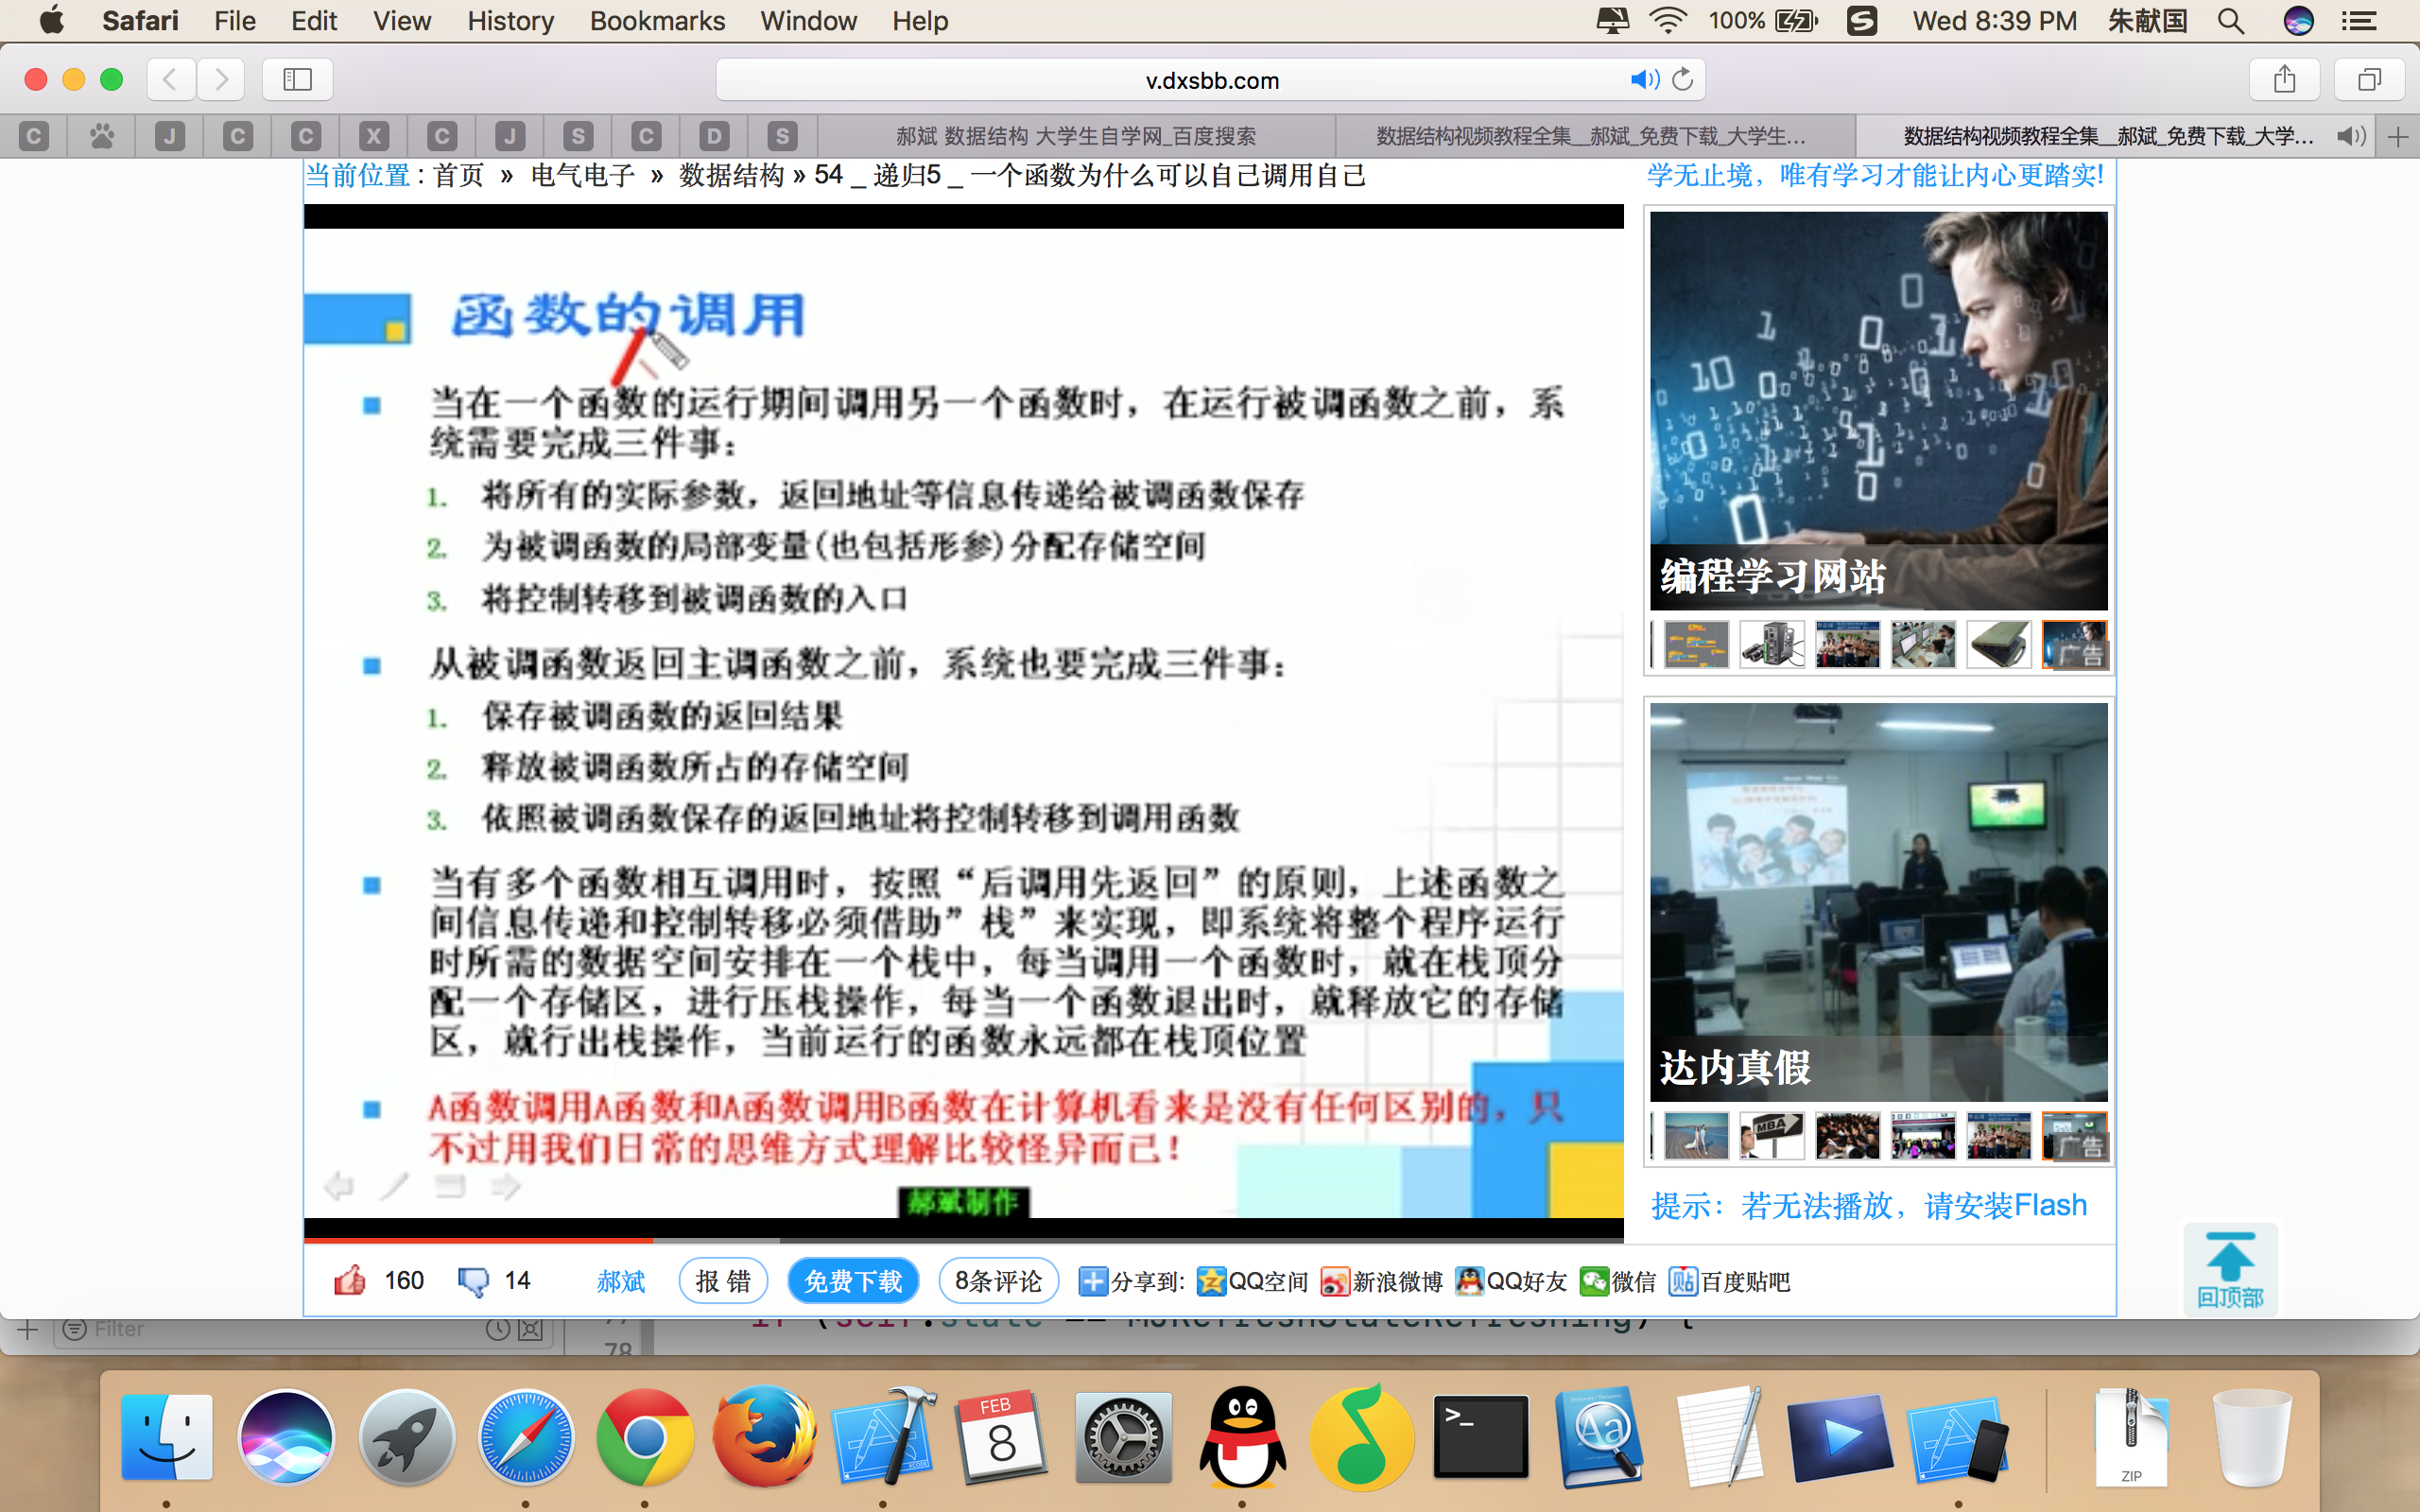 Safari File Edit View History Bookmarks Window Help 100% Wed 8:39 PM 朱献国
v.dxsbb.com
C J C C X C J S C D S 郝斌 数据结构 大学生自学网_百度搜索 数据结构视频教程全集__郝斌_免费下载_大学生... 数据结构视频教程全集__郝斌_免费下载_大学...
当前位置 : 首页 » 电气电子 » 数据结构 » 54 _ 递归5 _ 一个函数为什么可以自己调用自己
学无止境，唯有学习才能让内心更踏实!
函数的调用
当在一个函数的运行期间调用另一个函数时，在运行被调函数之前，系
统需要完成三件事：
1. 将所有的实际参数，返回地址等信息传递给被调函数保存
2. 为被调函数的局部变量(也包括形参)分配存储空间
3. 将控制转移到被调函数的入口
从被调函数返回主调函数之前，系统也要完成三件事：
1. 保存被调函数的返回结果
2. 释放被调函数所占的存储空间
3. 依照被调函数保存的返回地址将控制转移到调用函数
当有多个函数相互调用时，按照“后调用先返回”的原则，上述函数之
间信息传递和控制转移必须借助”栈”来实现，即系统将整个程序运行
时所需的数据空间安排在一个栈中，每当调用一个函数时，就在栈顶分
配一个存储区，进行压栈操作，每当一个函数退出时，就释放它的存储
区，就行出栈操作，当前运行的函数永远都在栈顶位置
A函数调用A函数和A函数调用B函数在计算机看来是没有任何区别的，只
不过用我们日常的思维方式理解比较怪异而已！
郝斌制作
编程学习网站
广告
达内真假
MBA
广告
提示：若无法播放，请安装Flash
160 14 郝斌 报 错 免费下载 8条评论 分享到: QQ空间 新浪微博 QQ好友 微信 贴 百度贴吧
回顶部
Filter
78
if (self.state == MJRefreshStateRefreshing) {
FEB
8
>_
Aa
ZIP